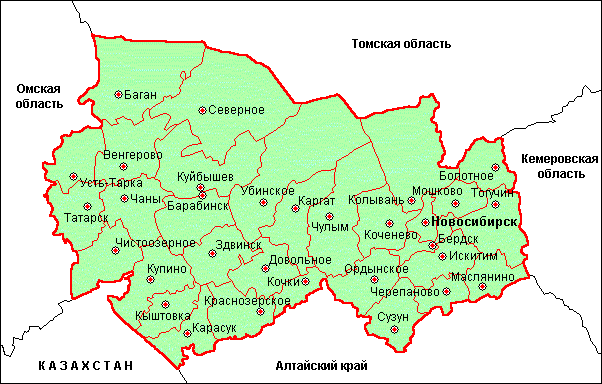 Томская область
Омская
область
Баган
Северное
Венгерово
Кемеровская
область
Болотное
Усть-Тарка
Куйбышев
Убинское
Мошково
Тогучин
Чаны
Барабинск
Каргат
Колывань
Татарск
Чулым
Новосибирск
Коченево
Чистоозерное
Здвинск
Бердск
Довольное
Искитим
Купино
Кочки
Ордынское
Маслянино
Черепаново
Кыштовка
Краснозерское
Сузун
Карасук
КАЗАХСТАН
Алтайский край